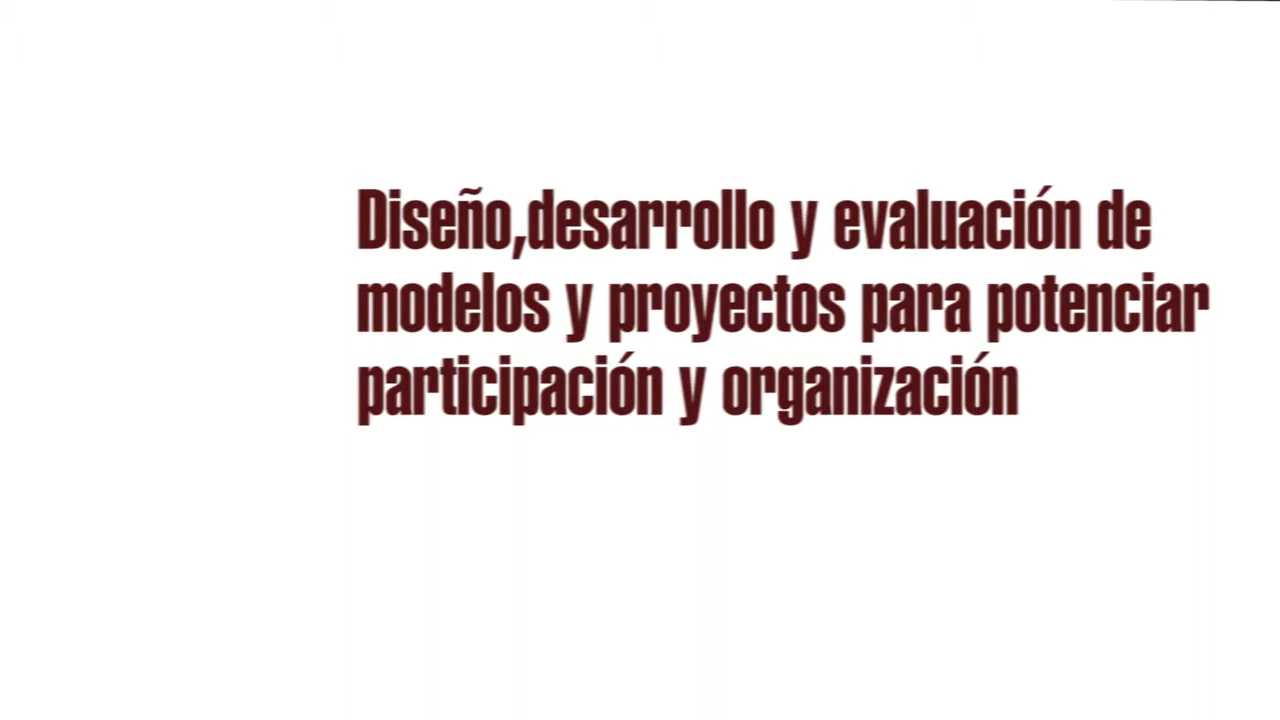 Diseño,desarrollo y evaluación de
modelos y proyectos para potenciar
participación y organización